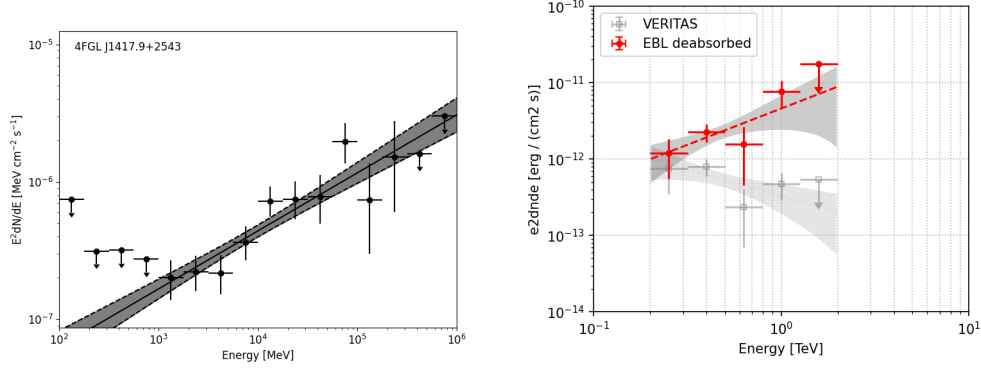 4FGL J1417.9+2543
10^-5
10^-6
10^-7
E^2dN/dE [MeV cm^-2 s^-1]
10^2
10^3
10^4
10^5
10^6
Energy [MeV]
VERITAS
EBL deabsorbed
10^-10
10^-11
10^-12
10^-13
10^-14
e2dnde [erg / (cm2 s)]
10^-1
10^0
10^1
Energy [TeV]